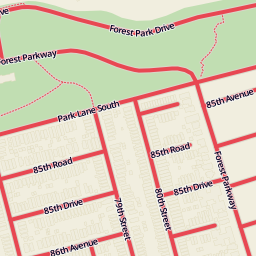 Forest Park Drive
Forest Parkway
85th Avenue
Park Lane South
85th Road
85th Road
Forest Parkway
85th Drive
79th Street
80th Street
85th Drive
86th Avenue